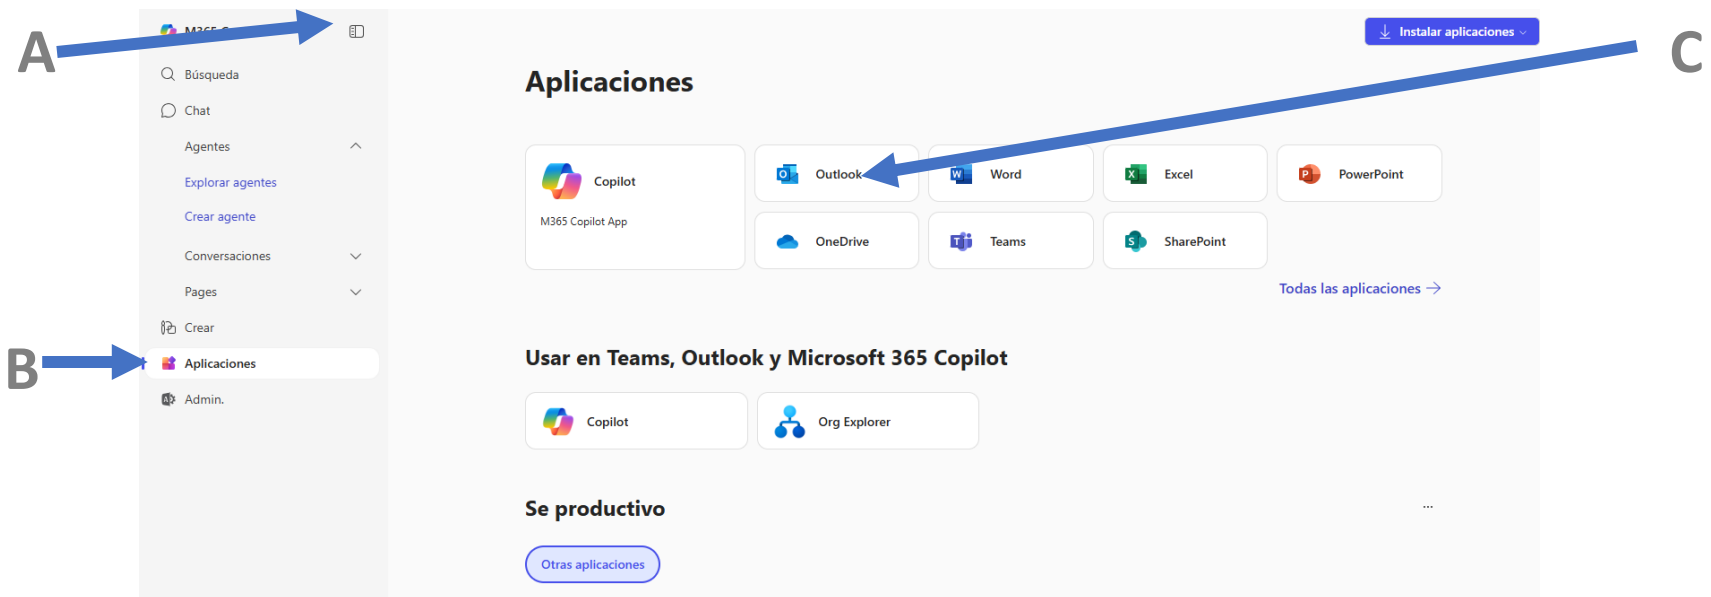 A
Búsqueda
Chat
Agentes
Explorar agentes
Crear agente
Conversaciones
Pages
Crear
B
Aplicaciones
Admin.
Instalar aplicaciones
C
Aplicaciones
Copilot
M365 Copilot App
Outlook
Word
Excel
PowerPoint
OneDrive
Teams
SharePoint
Todas las aplicaciones
Usar en Teams, Outlook y Microsoft 365 Copilot
Copilot
Org Explorer
Se productivo
...
Otras aplicaciones